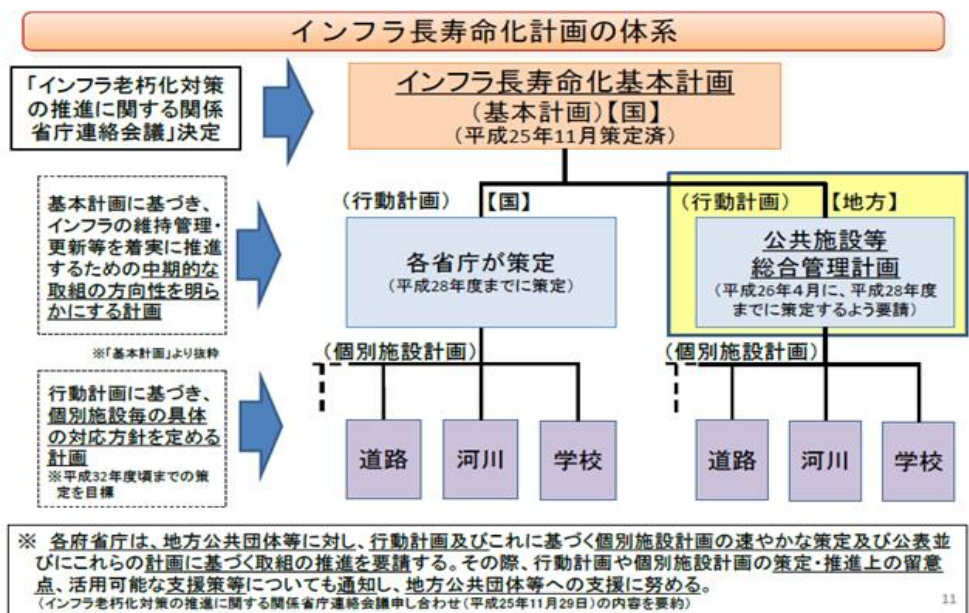 インフラ長寿命化計画の体系
「インフラ老朽化対策
の推進に関する関係
省庁連絡会議」決定
インフラ長寿命化基本計画
(基本計画)【国】
(平成25年11月策定済)
基本計画に基づき、
インフラの維持管理・
更新等を着実に推進
するための中期的な
取組の方向性を明ら
かにする計画
※「基本計画」より抜粋
(行動計画) 【国】
各省庁が策定
(平成28年度までに策定)
(行動計画) 【地方】
公共施設等
総合管理計画
(平成26年4月に、平成28年度
までに策定するよう要請)
行動計画に基づき、
個別施設毎の具体
の対応方針を定める
計画
※平成32年度頃までの策
定を目標
(個別施設計画)
道路
河川
学校
(個別施設計画)
道路
河川
学校
※ 各府省庁は、地方公共団体等に対し、行動計画及びこれに基づく個別施設計画の速やかな策定及び公表並
びにこれらの計画に基づく取組の推進を要請する。その際、行動計画や個別施設計画の策定・推進上の留意
点、活用可能な支援策等についても通知し、地方公共団体等への支援に努める。
(インフラ老朽化対策の推進に関する関係省庁連絡会議申し合わせ(平成25年11月29日)の内容を要約)
11